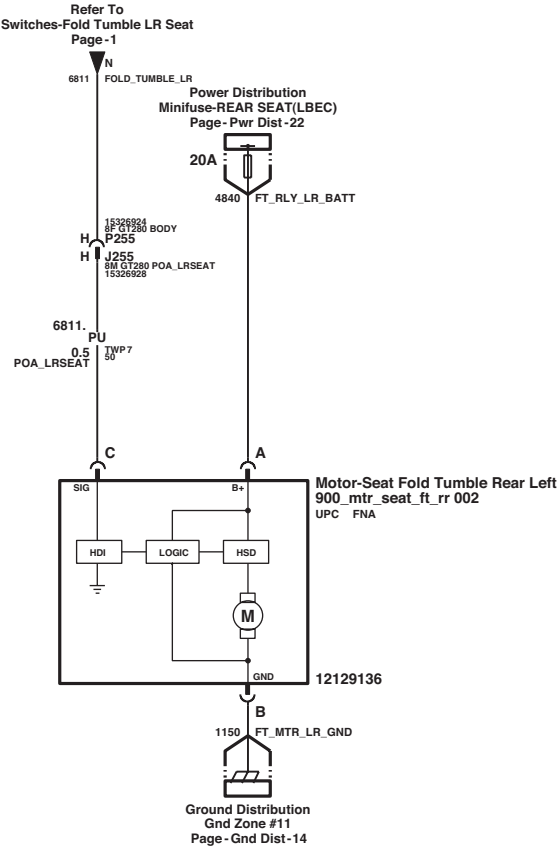 Refer To
Switches-Fold Tumble LR Seat
Page-1
N
6811 FOLD_TUMBLE_LR
Power Distribution
Minifuse-REAR SEAT(LBEC)
Page-Pwr Dist-22
20A
4840 FT_RLY_LR_BATT
15326924
8F GT280 BODY
H P255
H J255
8M GT280 POA_LRSEAT
15326928
6811.
PU
0.5 TWP7
POA_LRSEAT 50
C
A
SIG
B+
Motor-Seat Fold Tumble Rear Left
900_mtr_seat_ft_rr 002
UPC FNA
HDI
LOGIC
HSD
M
GND
12129136
B
1150 FT_MTR_LR_GND
Ground Distribution
Gnd Zone #11
Page-Gnd Dist-14